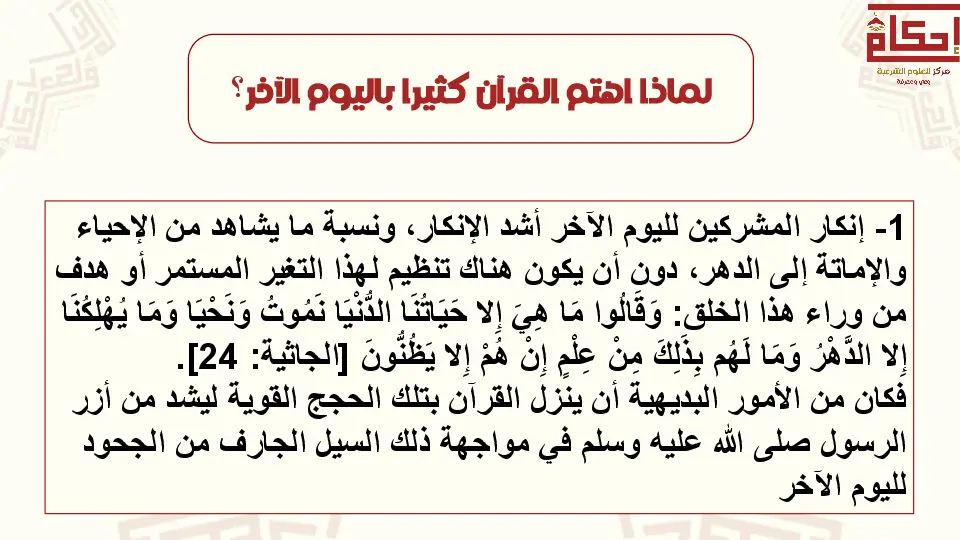 إحكام
مركز للعلوم الشرعية
وعي ومعرفة
لماذا اهتم القرآن كثيرا باليوم الآخر؟
1- إنكار المشركين لليوم الآخر أشد الإنكار، ونسبة ما يشاهد من الإحياء
والإماتة إلى الدهر، دون أن يكون هناك تنظيم لهذا التغير المستمر أو هدف
من وراء هذا الخلق: وَقَالُوا مَا هِيَ إِلا حَيَاتُنَا الدُّنْيَا نَمُوتُ وَنَحْيَا وَمَا يُهْلِكُنَا
إِلا الدَّهْرُ وَمَا لَهُم بِذَلِكَ مِنْ عِلْمٍ إِنْ هُمْ إِلا يَظُنُّونَ [الجاثية: 24].
فكان من الأمور البديهية أن ينزل القرآن بتلك الحجج القوية ليشد من أزر
الرسول صلى الله عليه وسلم في مواجهة ذلك السيل الجارف من الجحود
لليوم الآخر